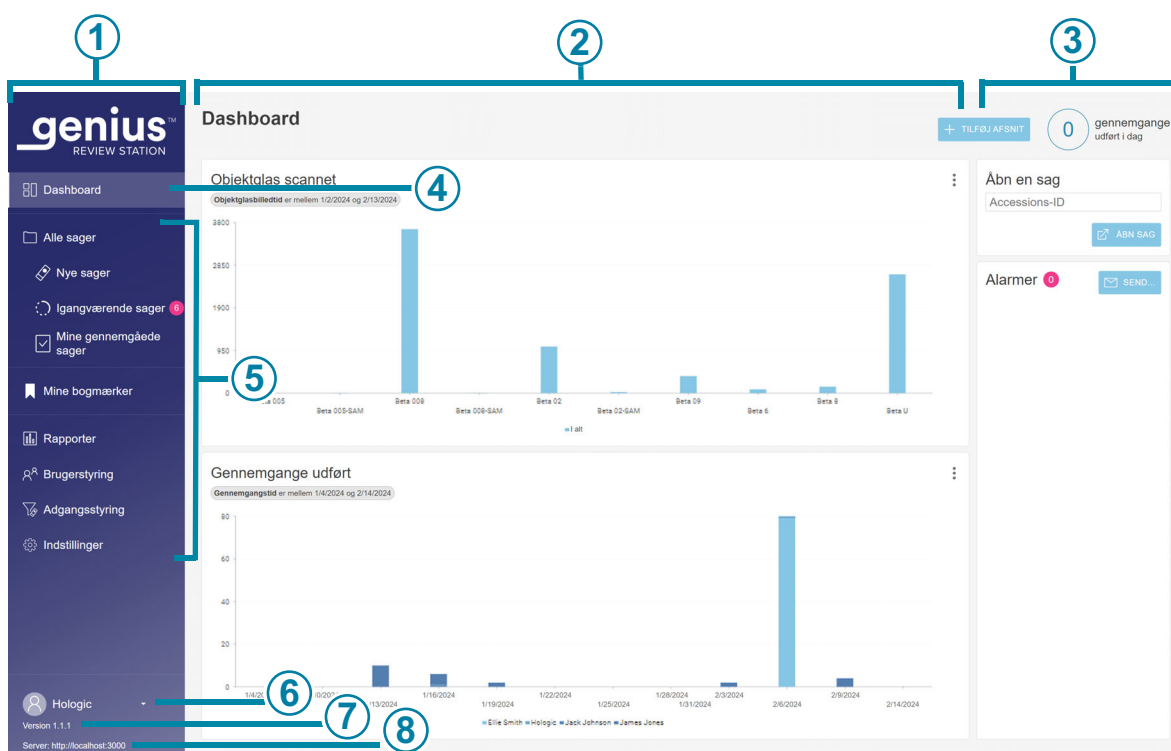 1
2
3
genius™
REVIEW STATION
Dashboard
Alle sager
Nye sager
Igangværende sager 6
Mine gennemgåede
sager
Mine bogmærker
Rapporter
Brugerstyring
Adgangsstyring
Indstillinger
Hologic
Version 1.1.1
Server: http://localhost:3000
4
5
6
7
8
Dashboard
+ TILFØJ AFSNIT
0
gennemgange
udført i dag
Objektglas scannet
Objektglasbilledtid er mellem 1/2/2024 og 2/13/2024
3800
2850
1900
950
0
005
Beta 005-SAM
Beta 008
Beta 008-SAM
Beta 02
Beta 02-SAM
Beta 09
Beta 6
Beta 8
Beta U
I alt
Gennemgange udført
Gennemgangstid er mellem 1/4/2024 og 2/14/2024
80
60
40
20
0
1/16/2024
1/19/2024
1/22/2024
1/25/2024
1/28/2024
1/31/2024
2/3/2024
2/6/2024
2/9/2024
2/14/2024
Ellie Smith Hologic Jack Johnson James Jones
Åbn en sag
Accessions-ID
ÅBN SAG
Alarmer 0
SEND...